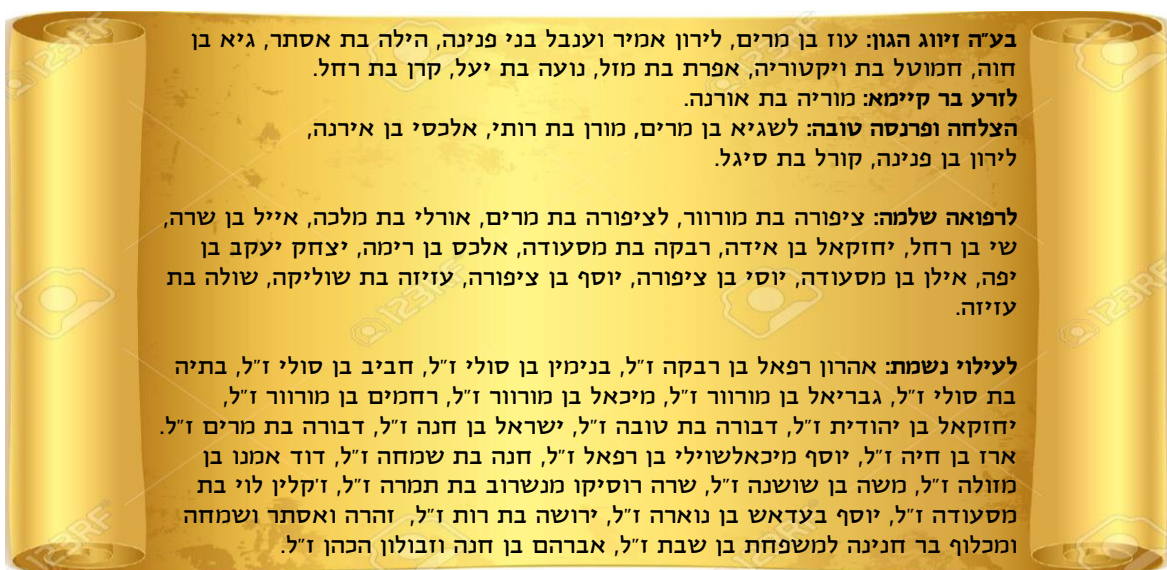 בע"ה זיווג הגון: עוז בן מרים, לירון אמיר וענבל בני פנינה, הילה בת אסתר, גיא בן
חוה, חמוטל בת ויקטוריה, אפרת בת מזל, נועה בת יעל, קרן בת רחל.
לזרע בר קיימא: מוריה בת אורנה.
הצלחה ופרנסה טובה: לשגיא בן מרים, מורן בת רותי, אלכסי בן אירנה,
לירון בן פנינה, קורל בת סיגל.
לרפואה שלמה: ציפורה בת מורוור, לציפורה בת מרים, אורלי בת מלכה, אייל בן שרה,
שי בן רחל, יחזקאל בן אידה, רבקה בת מסעודה, אלכס בן רימה, יצחק יעקב בן
יפה, אילן בן מסעודה, יוסי בן ציפורה, יוסף בן ציפורה, עזיזה בת שוליקה, שולה בת
עזיזה.
לעילוי נשמת: אהרון רפאל בן רבקה ז"ל, בנימין בן סולי ז"ל, חביב בן סולי ז"ל, בתיה
בת סולי ז"ל, גבריאל בן מורוור ז"ל, מיכאל בן מורוור ז"ל, רחמים בן מורוור ז"ל,
יחזקאל בן יהודית ז"ל, דבורה בת טובה ז"ל, ישראל בן חנה ז"ל, דבורה בת מרים ז"ל.
ארז בן חיה ז"ל, יוסף מיכאלשוילי בן רפאל ז"ל, חנה בת שמחה ז"ל, דוד אמנו בן
מזולה ז"ל, משה בן שושנה ז"ל, שרה רוסיקו מנשרוב בת תמרה ז"ל, ז'קלין לוי בת
מסעודה ז"ל, יוסף בעדאש בן נוארה ז"ל, ירושה בת רות ז"ל, זהרה ואסתר ושמחה
ומכלוף בר חנינה למשפחת בן שבת ז"ל, אברהם בן חנה וזבולון הכהן ז"ל.
123RF